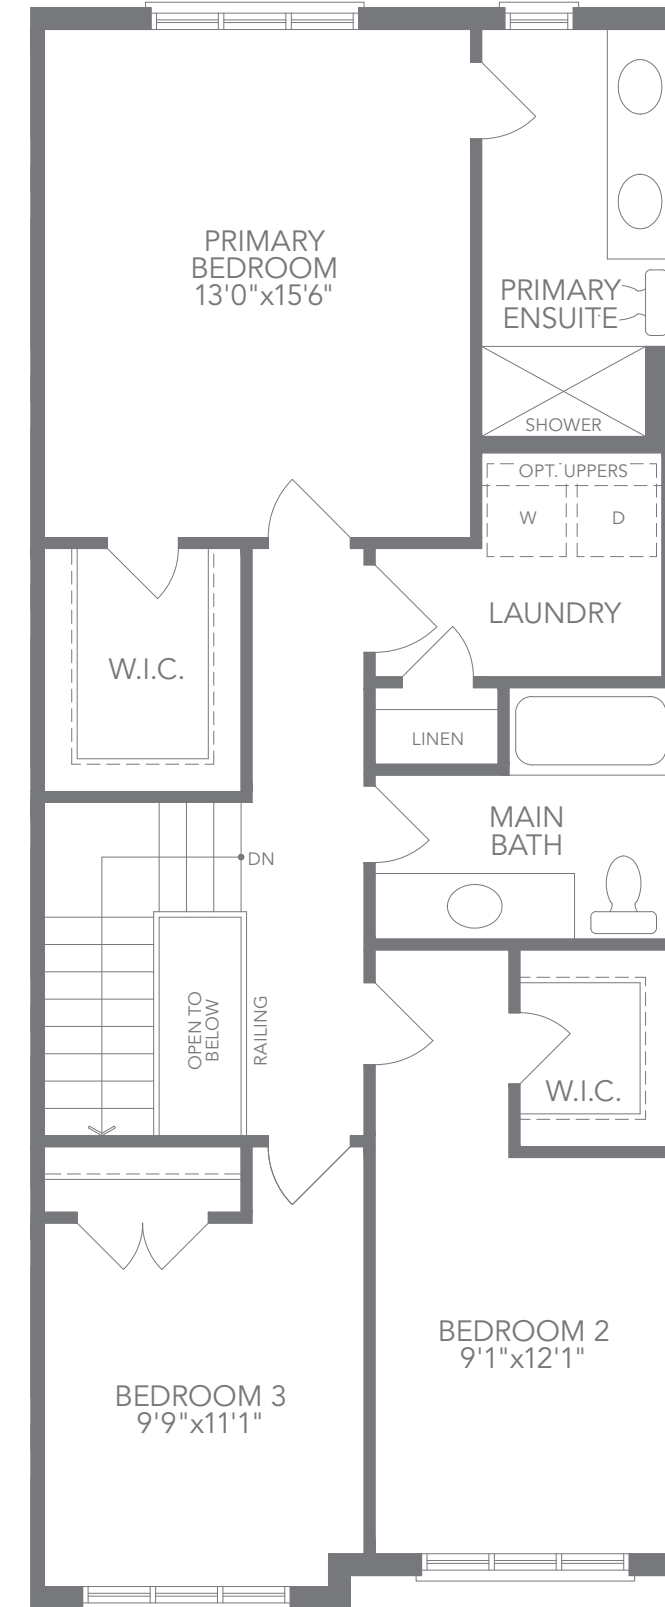 PRIMARY
BEDROOM
13'0"x15'6"
PRIMARY
ENSUITE
SHOWER
OPT. UPPERS
W
D
LAUNDRY
W.I.C.
LINEN
MAIN
BATH
DN
OPEN TO
BELOW
RAILING
W.I.C.
BEDROOM 2
9'1"x12'1"
BEDROOM 3
9'9"x11'1"